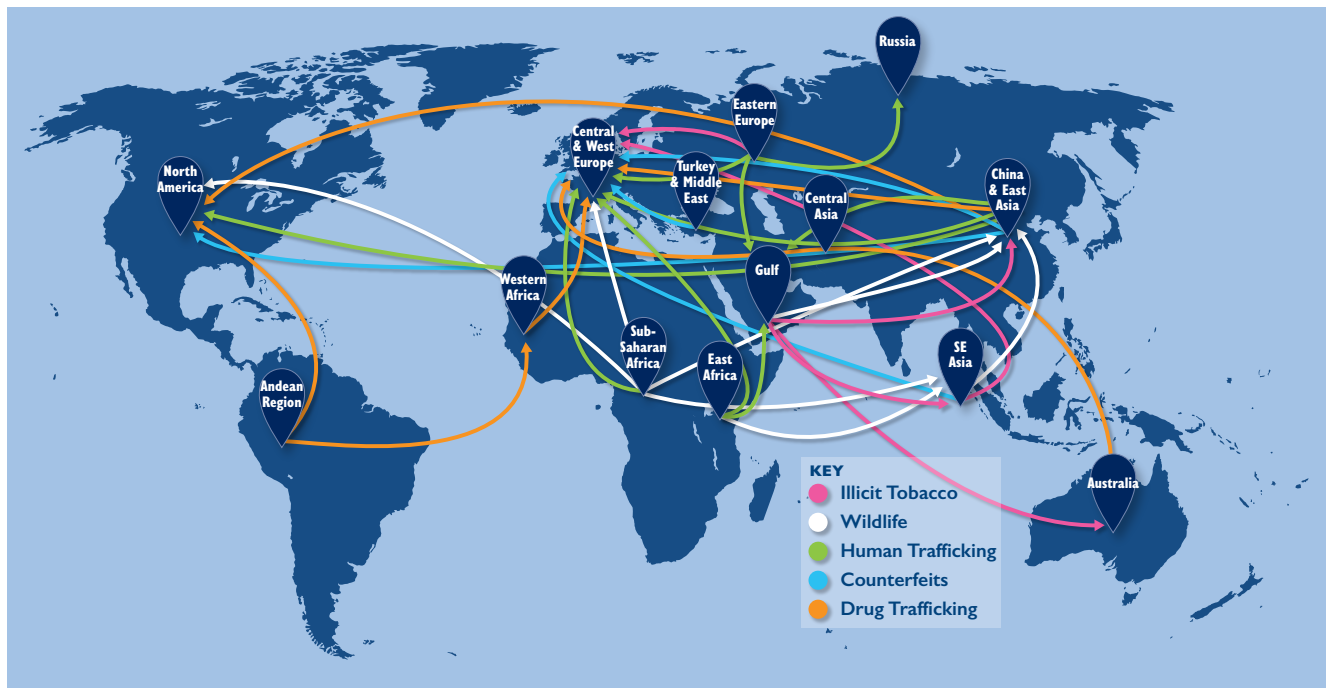 Russia
Eastern
Europe
Central
& West
Europe
North
America
Turkey
& Middle
East
China
& East
Asia
Central
Asia
Gulf
Western
Africa
Sub-
Saharan
Africa
East
Africa
SE
Asia
Andean
Region
Australia
KEY
Illicit Tobacco
Wildlife
Human Trafficking
Counterfeits
Drug Trafficking